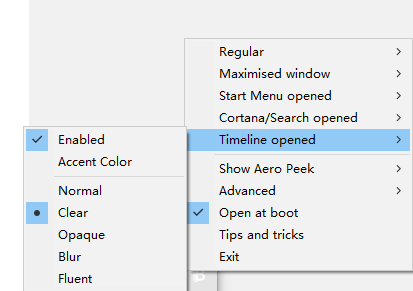 Regular
Maximised window
Start Menu opened
Cortana/Search opened
Timeline opened
Show Aero Peek
Advanced
Open at boot
Tips and tricks
Exit
Enabled
Accent Color
Normal
Clear
Opaque
Blur
Fluent